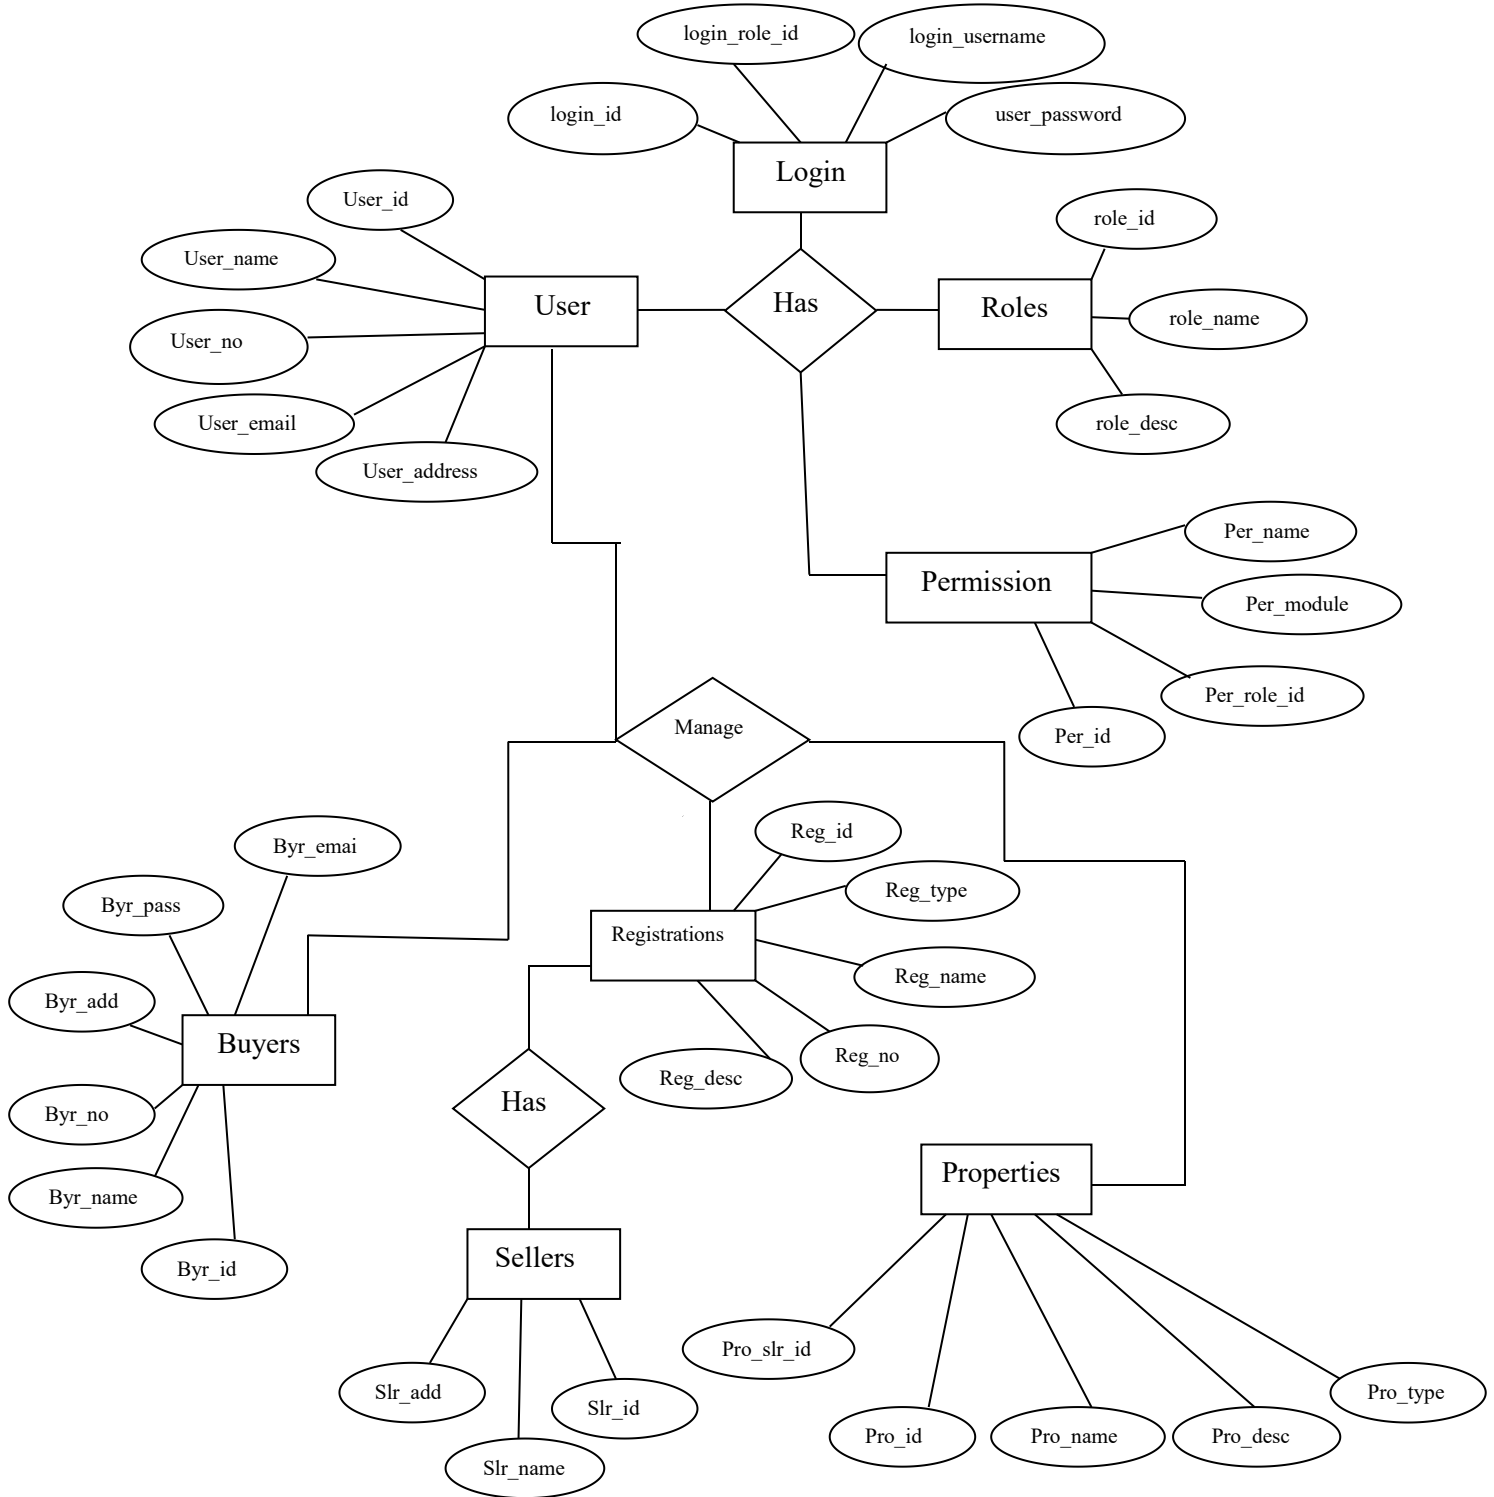 login_role_id
login_username
login_id
user_password
Login
User_id
role_id
User_name
User
Has
Roles
role_name
User_no
User_email
role_desc
User_address
Per_name
Permission
Per_module
Per_role_id
Manage
Per_id
Reg_id
Byr_emai
Reg_type
Byr_pass
Registrations
Reg_name
Byr_add
Buyers
Reg_no
Reg_desc
Has
Byr_no
Properties
Byr_name
Sellers
Byr_id
Pro_slr_id
Slr_add
Pro_type
Slr_id
Pro_id
Pro_name
Pro_desc
Slr_name